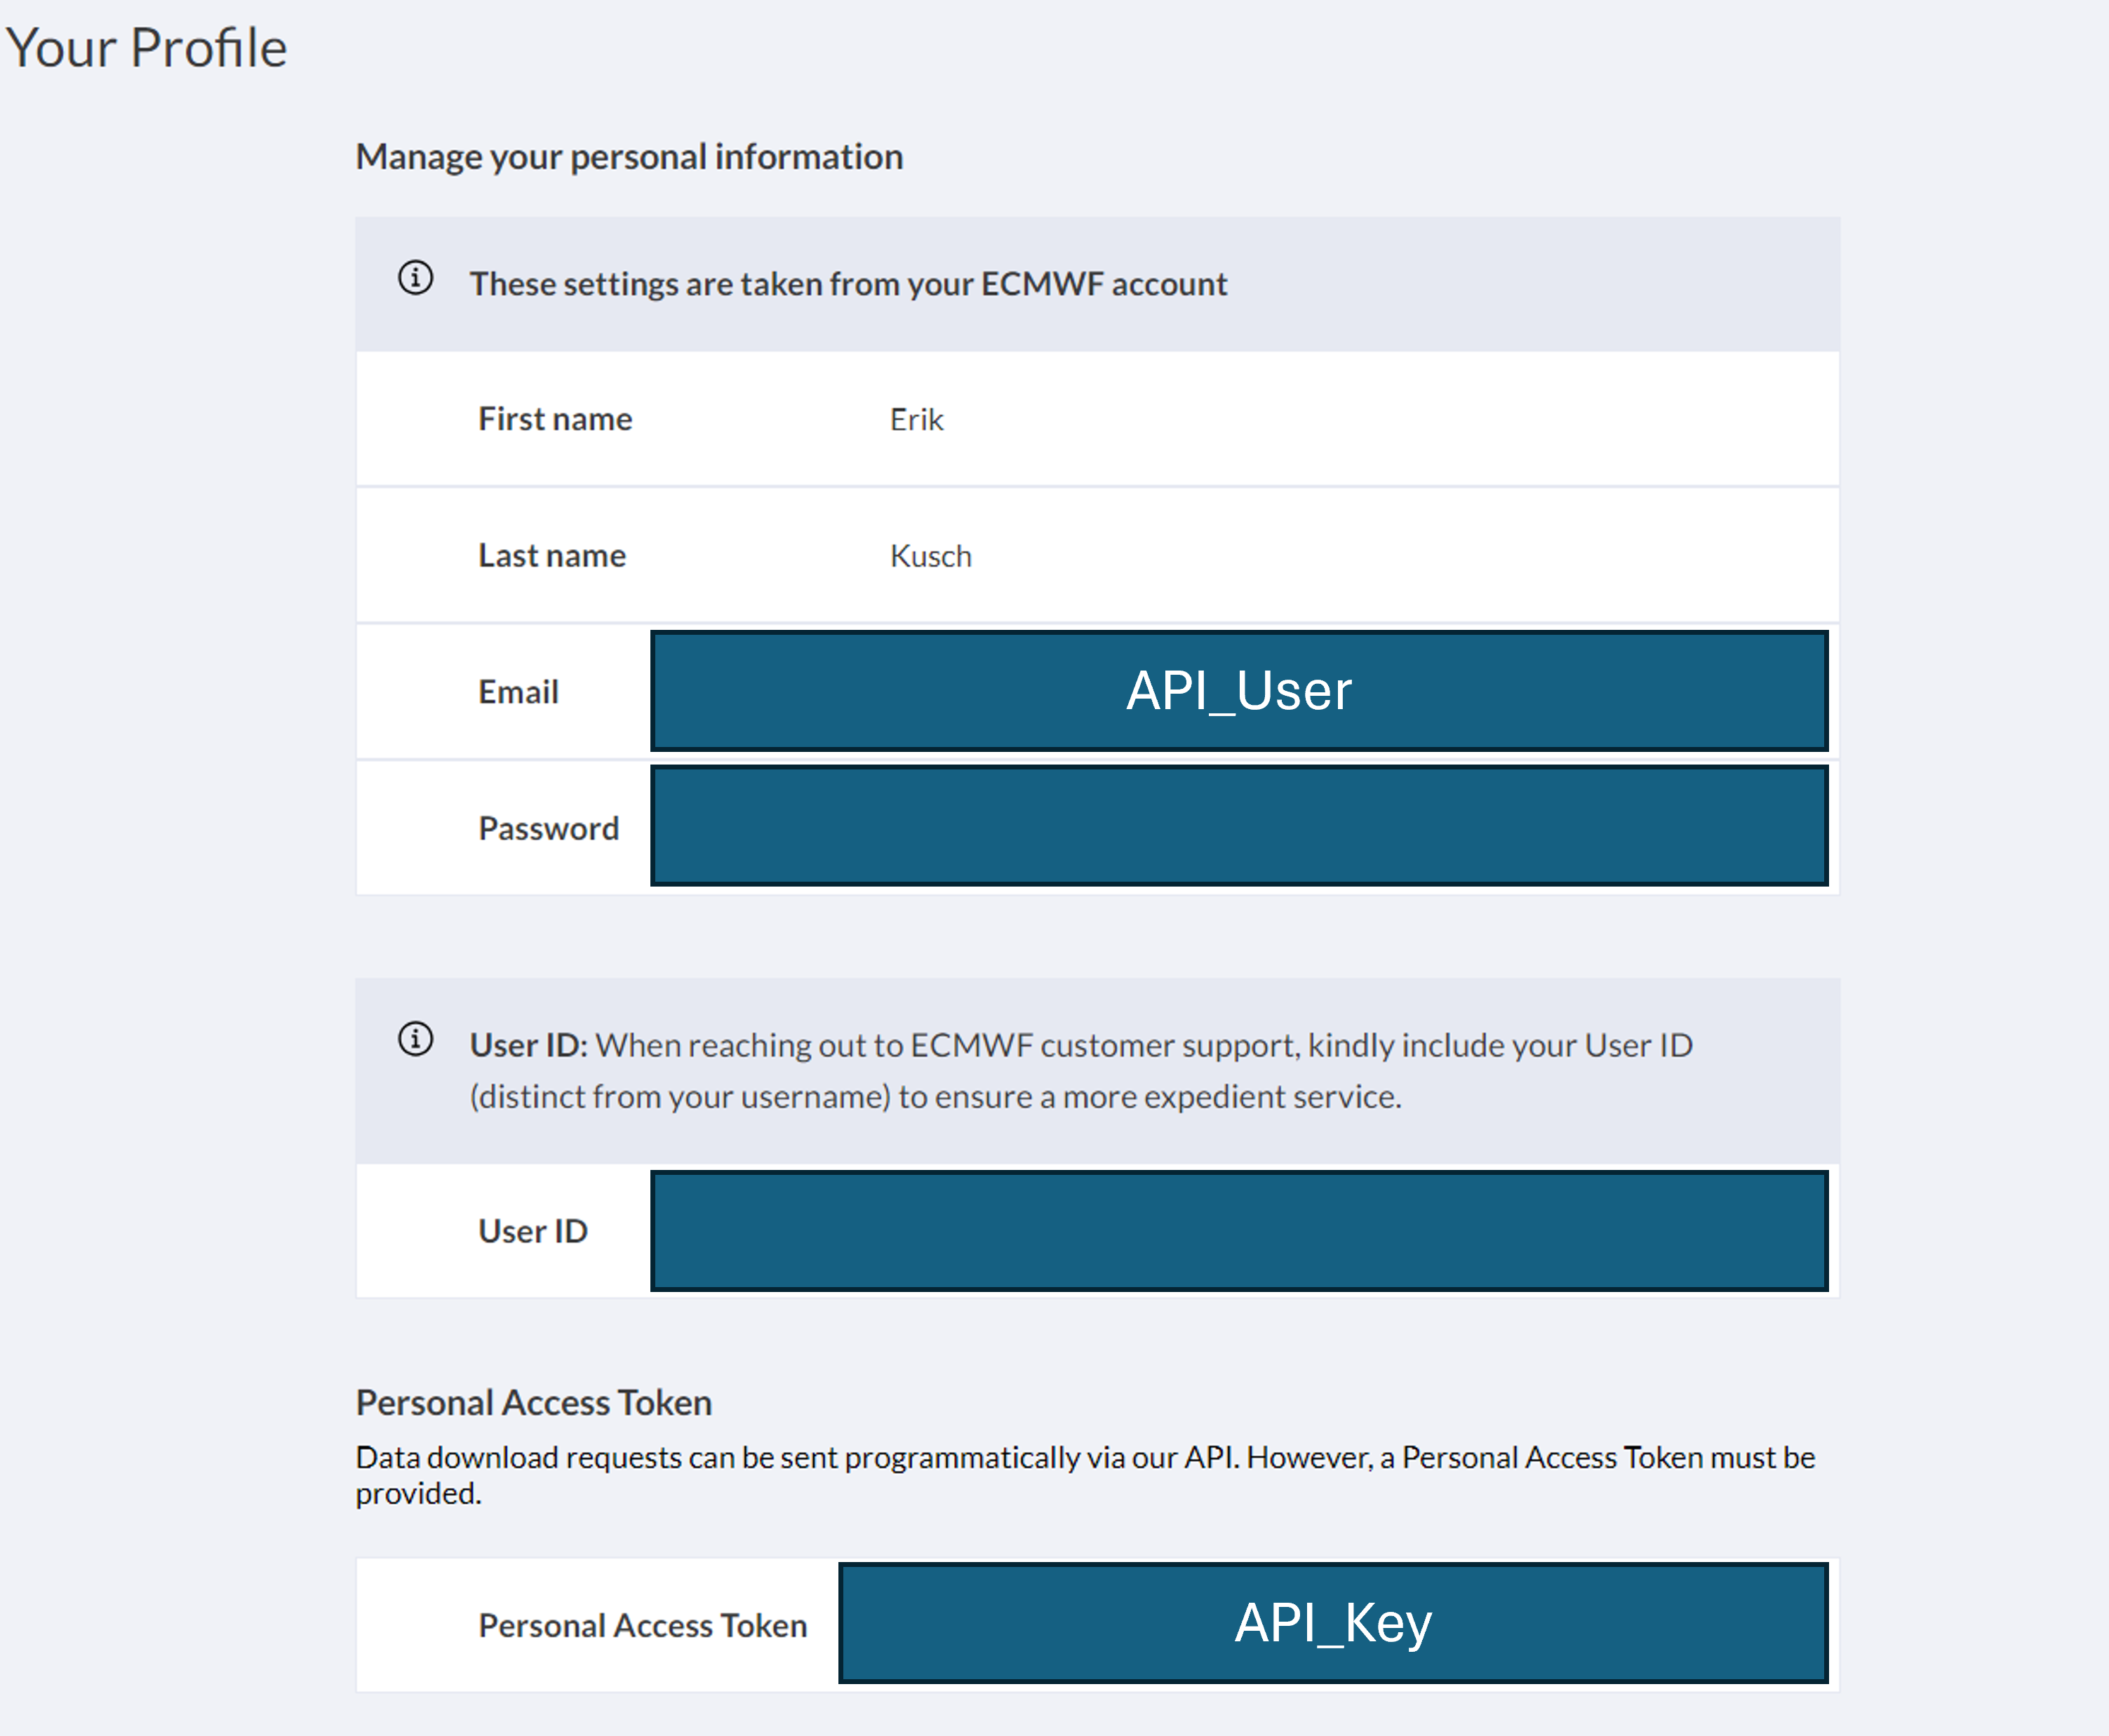 Your Profile
Manage your personal information
These settings are taken from your ECMWF account
First name Erik
Last name Kusch
Email API_User
Password
User ID: When reaching out to ECMWF customer support, kindly include your User ID
(distinct from your username) to ensure a more expedient service.
User ID
Personal Access Token
Data download requests can be sent programmatically via our API. However, a Personal Access Token must be
provided.
Personal Access Token API_Key